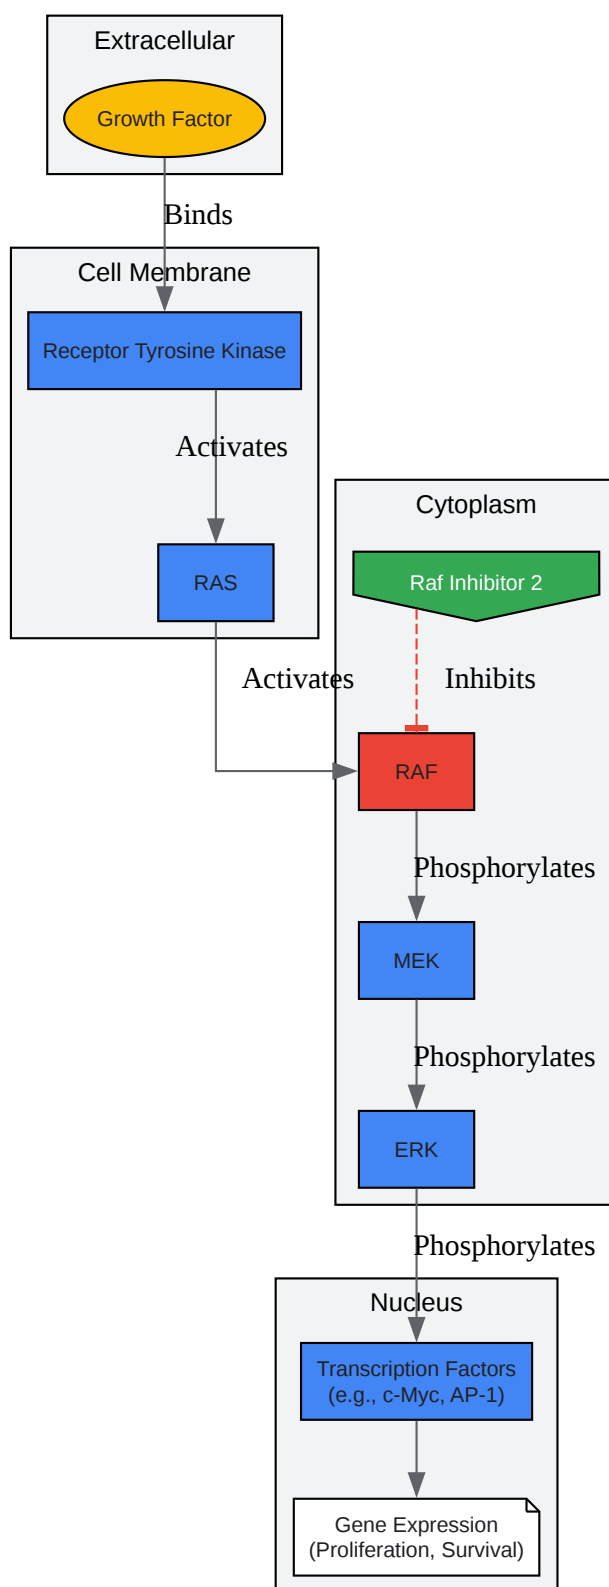 Extracellular
Growth Factor
Binds
Cell Membrane
Receptor Tyrosine Kinase
Activates
RAS
Cytoplasm
Raf Inhibitor 2
Activates
Inhibits
RAF
Phosphorylates
MEK
Phosphorylates
ERK
Phosphorylates
Nucleus
Transcription Factors
(e.g., c-Myc, AP-1)
Gene Expression
(Proliferation, Survival)